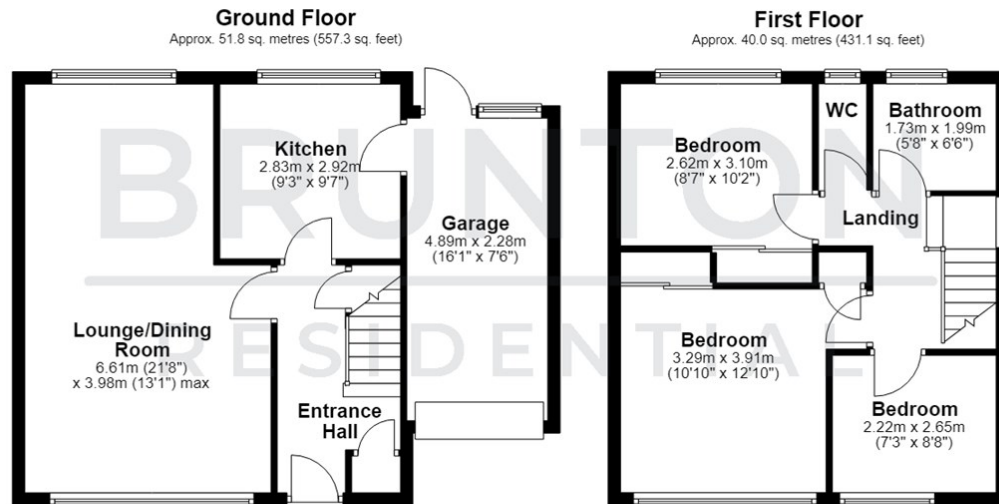 Ground Floor
Approx. 51.8 sq. metres (557.3 sq. feet)
Kitchen
2.83m x 2.92m
(9'3" x 9'7")
Garage
4.89m x 2.28m
(16'1" x 7'6")
Lounge/Dining
Room
6.61m (21'8")
x 3.98m (13'1") max
Entrance
Hall
First Floor
Approx. 40.0 sq. metres (431.1 sq. feet)
WC
Bathroom
1.73m x 1.99m
(5'8" x 6'6")
Bedroom
2.62m x 3.10m
(8'7" x 10'2")
Landing
Bedroom
3.29m x 3.91m
(10'10" x 12'10")
Bedroom
2.22m x 2.65m
(7'3" x 8'8")
BRUNTON
RESIDENTIAL